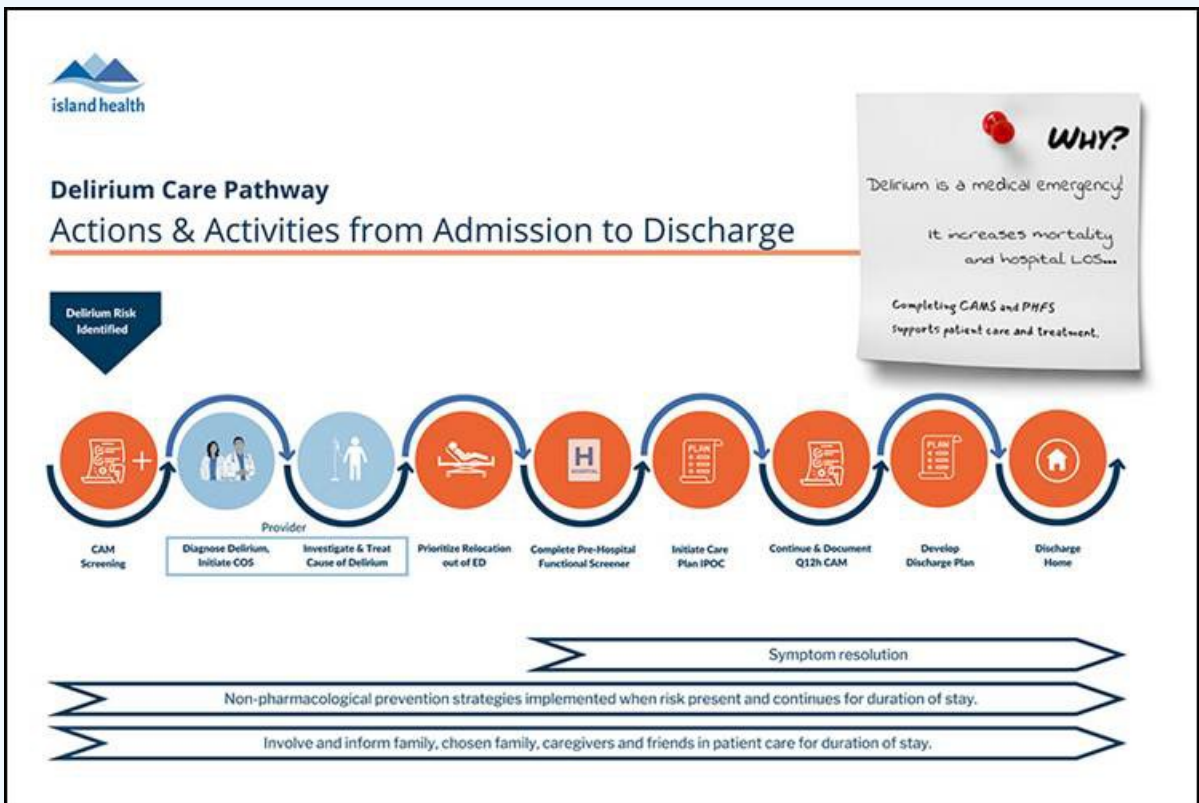 island health
Delirium Care Pathway
Actions & Activities from Admission to Discharge
WHY?
Delirium is a medical emergency!
It increases mortality
and hospital LOS...
Completing CAMS and PHFS
supports patient care and treatment.
Delirium Risk
Identified
H
HOSPITAL
PLAN
PLAN
Provider
CAM
Screening
Diagnose Delirium,
Initiate COS
Investigate & Treat
Cause of Delirium
Prioritize Relocation
out of ED
Complete Pre-Hospital
Functional Screener
Initiate Care
Plan IPOC
Continue & Document
Q12h CAM
Develop
Discharge Plan
Discharge
Home
Symptom resolution
Non-pharmacological prevention strategies implemented when risk present and continues for duration of stay.
Involve and inform family, chosen family, caregivers and friends in patient care for duration of stay.